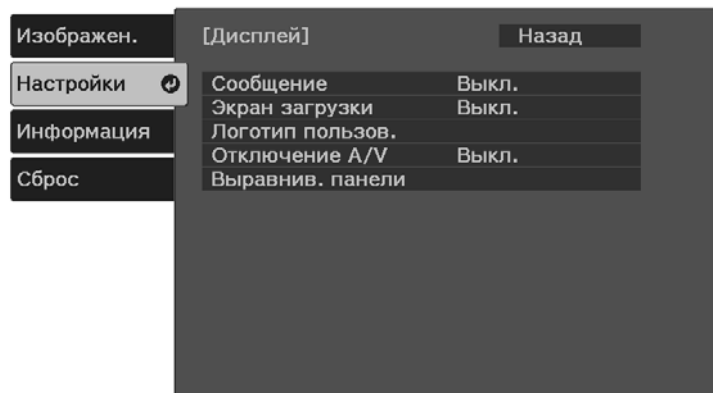 Изображен.
Настройки
Информация
Сброс
[Дисплей] Назад
Сообщение Выкл.
Экран загрузки Выкл.
Логотип пользов.
Отключение A/V Выкл.
Выравнив. панели